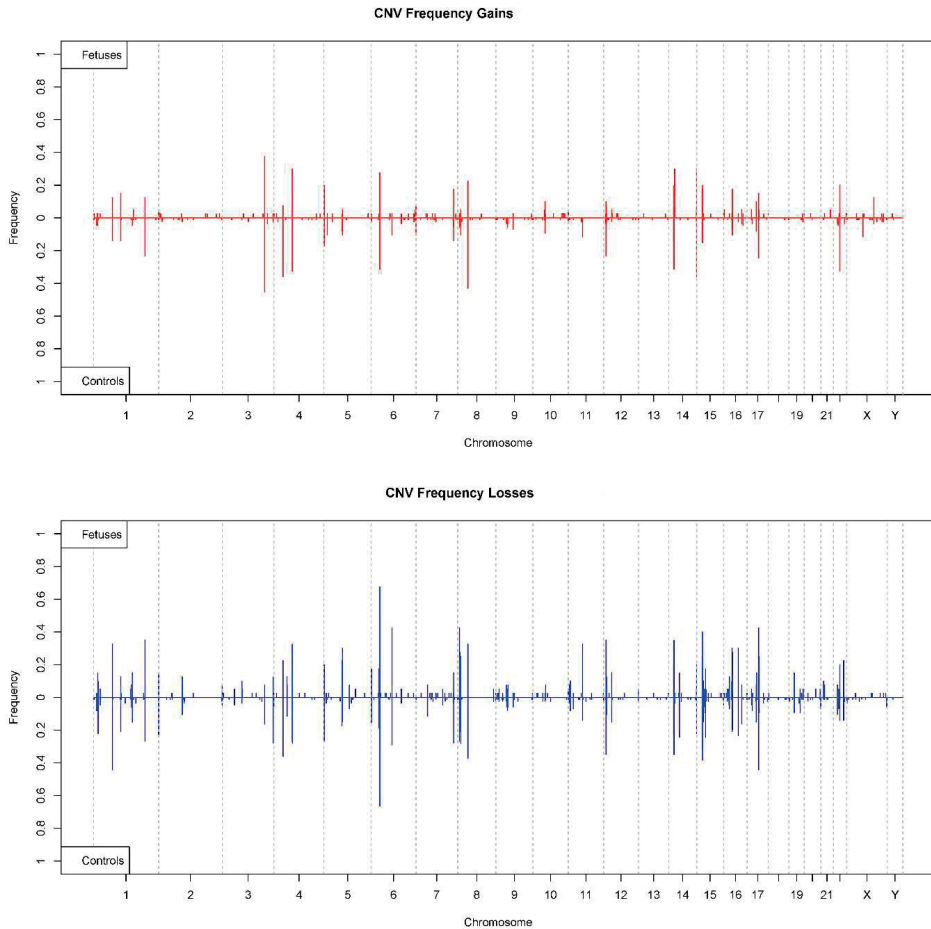 CNV Frequency Gains
Fetuses
1
0.8
0.6
0.4
0.2
0
0.2
0.4
0.6
0.8
1
Frequency
Controls
1 2 3 4 5 6 7 8 9 10 11 12 13 14 15 16 17 19 21 X Y
Chromosome
CNV Frequency Losses
Fetuses
1
0.8
0.6
0.4
0.2
0
0.2
0.4
0.6
0.8
1
Frequency
Controls
1 2 3 4 5 6 7 8 9 10 11 12 13 14 15 16 17 19 21 X Y
Chromosome